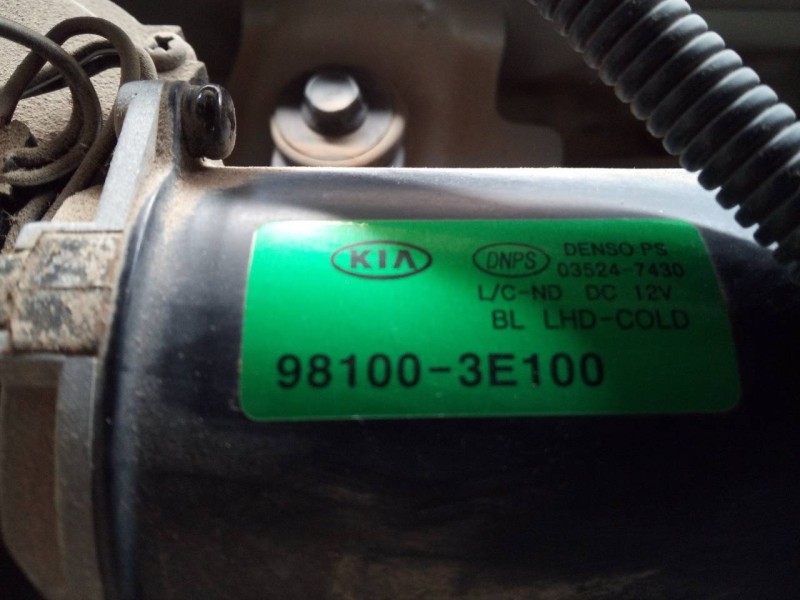 KIA
DNPS
DENSO PS
03524-7430
L/C-ND DC 12V
BL LHD-COLD
98100-3E100